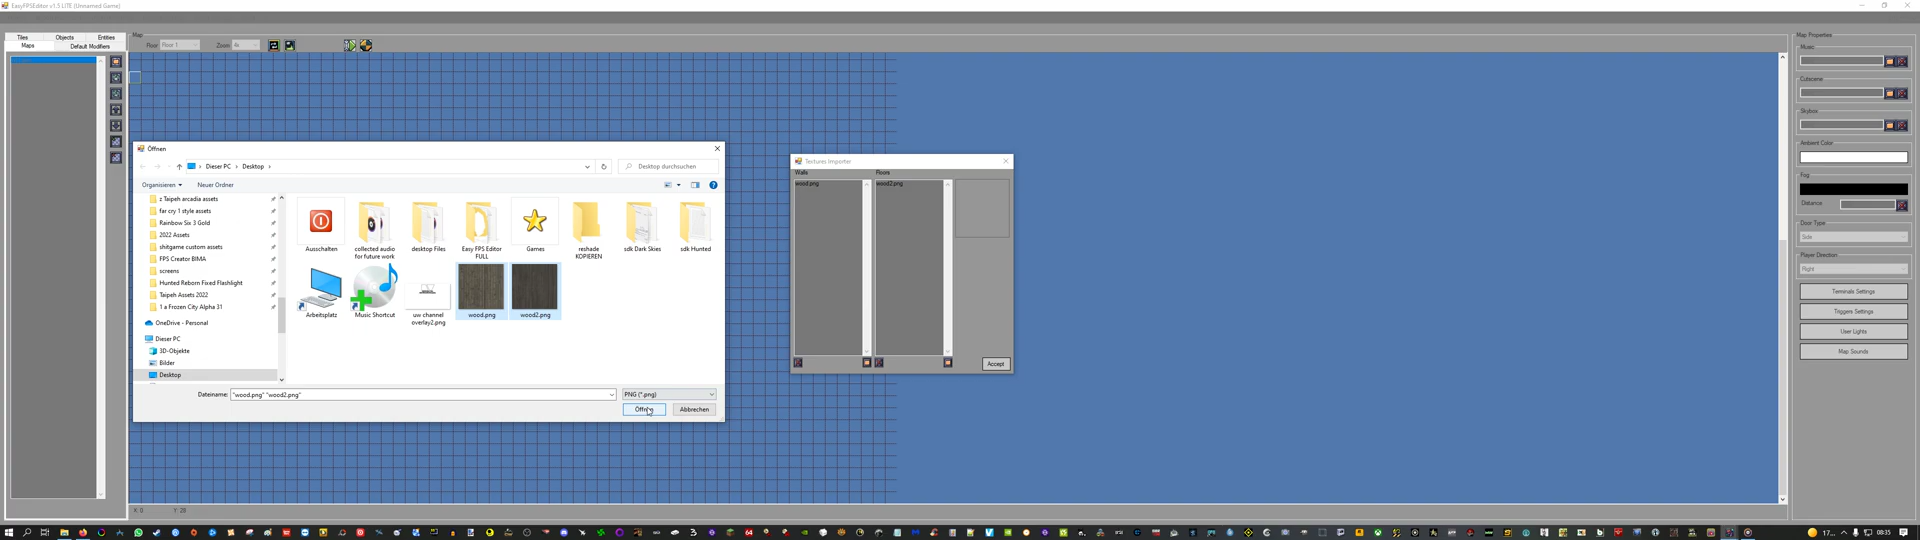 EasyFPSEditor v1.5 LITE (Unnamed Game)
Tiles Objects Entities
Maps Default Modifiers
Map
Floor Floor 1 Zoom 4x
Öffnen
Dieser PC > Desktop >
Desktop durchsuchen
Organisieren Neuer Ordner
z Taipeh arcadia assets
far cry 1 style assets
Rainbow Six 3 Gold
2022 Assets
shitgame custom assets
FPS Creator BIMA
screens
Hunted Reborn Fixed Flashlight
Taipeh Assets 2022
1 a Frozen City Alpha 31
OneDrive - Personal
Dieser PC
3D-Objekte
Bilder
Desktop
Ausschalten
collected audio for future work
desktop Files
Easy FPS Editor FULL
Games
reshade KOPIEREN
sdk Dark Skies
sdk Hunted
Arbeitsplatz
Music Shortcut
uw channel overlay2.png
wood.png
wood2.png
Dateiname: "wood.png" "wood2.png"
PNG (*.png)
Öffnen Abbrechen
Textures Importer
Walls Floors
wood.png wood2.png
Accept
Map Properties
Music
Cutscene
Skybox
Ambient Color
Fog
Distance
Door Type
Side
Player Direction
Right
Terminals Settings
Triggers Settings
User Lights
Map Sounds
X: 0 Y: 28
17...
08:35